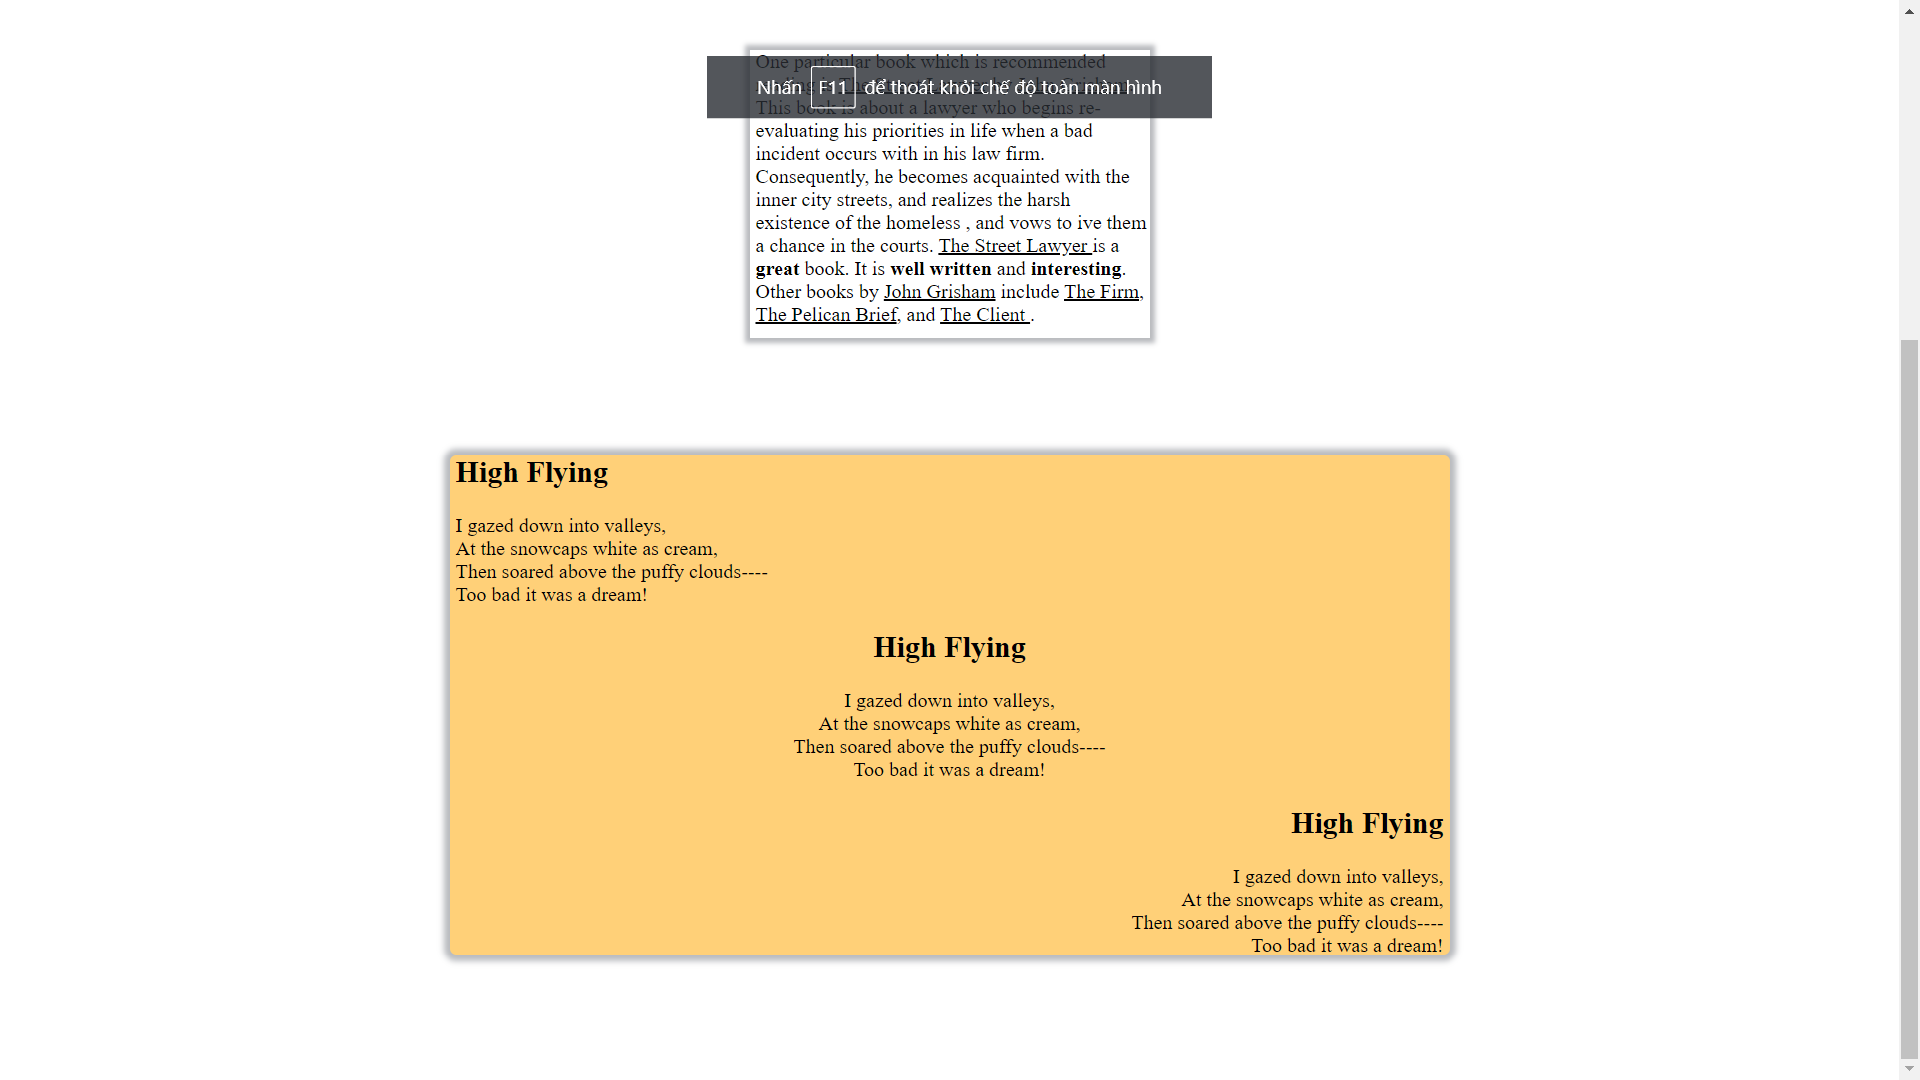 One particular book which is recommended
Nhấn F11 để thoát khỏi chế độ toàn màn hình
This book is about a lawyer who begins re-
evaluating his priorities in life when a bad
incident occurs with in his law firm.
Consequently, he becomes acquainted with the
inner city streets, and realizes the harsh
existence of the homeless , and vows to ive them
a chance in the courts. The Street Lawyer is a
great book. It is well written and interesting.
Other books by John Grisham include The Firm,
The Pelican Brief, and The Client .
High Flying
I gazed down into valleys,
At the snowcaps white as cream,
Then soared above the puffy clouds----
Too bad it was a dream!
High Flying
I gazed down into valleys,
At the snowcaps white as cream,
Then soared above the puffy clouds----
Too bad it was a dream!
High Flying
I gazed down into valleys,
At the snowcaps white as cream,
Then soared above the puffy clouds----
Too bad it was a dream!